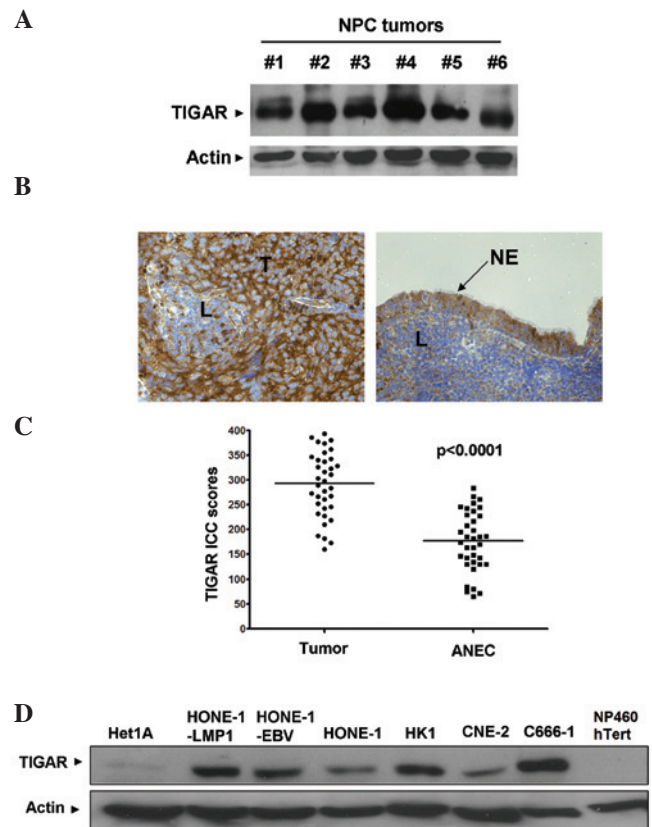 A
NPC tumors
#1 #2 #3 #4 #5 #6
TIGAR
Actin
B
T
L
NE
L
C
TIGAR ICC scores
400
350
300
250
200
150
100
50
0
p<0.0001
Tumor ANEC
D
Het1A HONE-1 -LMP1 HONE-1 -EBV HONE-1 HK1 CNE-2 C666-1 NP460 hTert
TIGAR
Actin